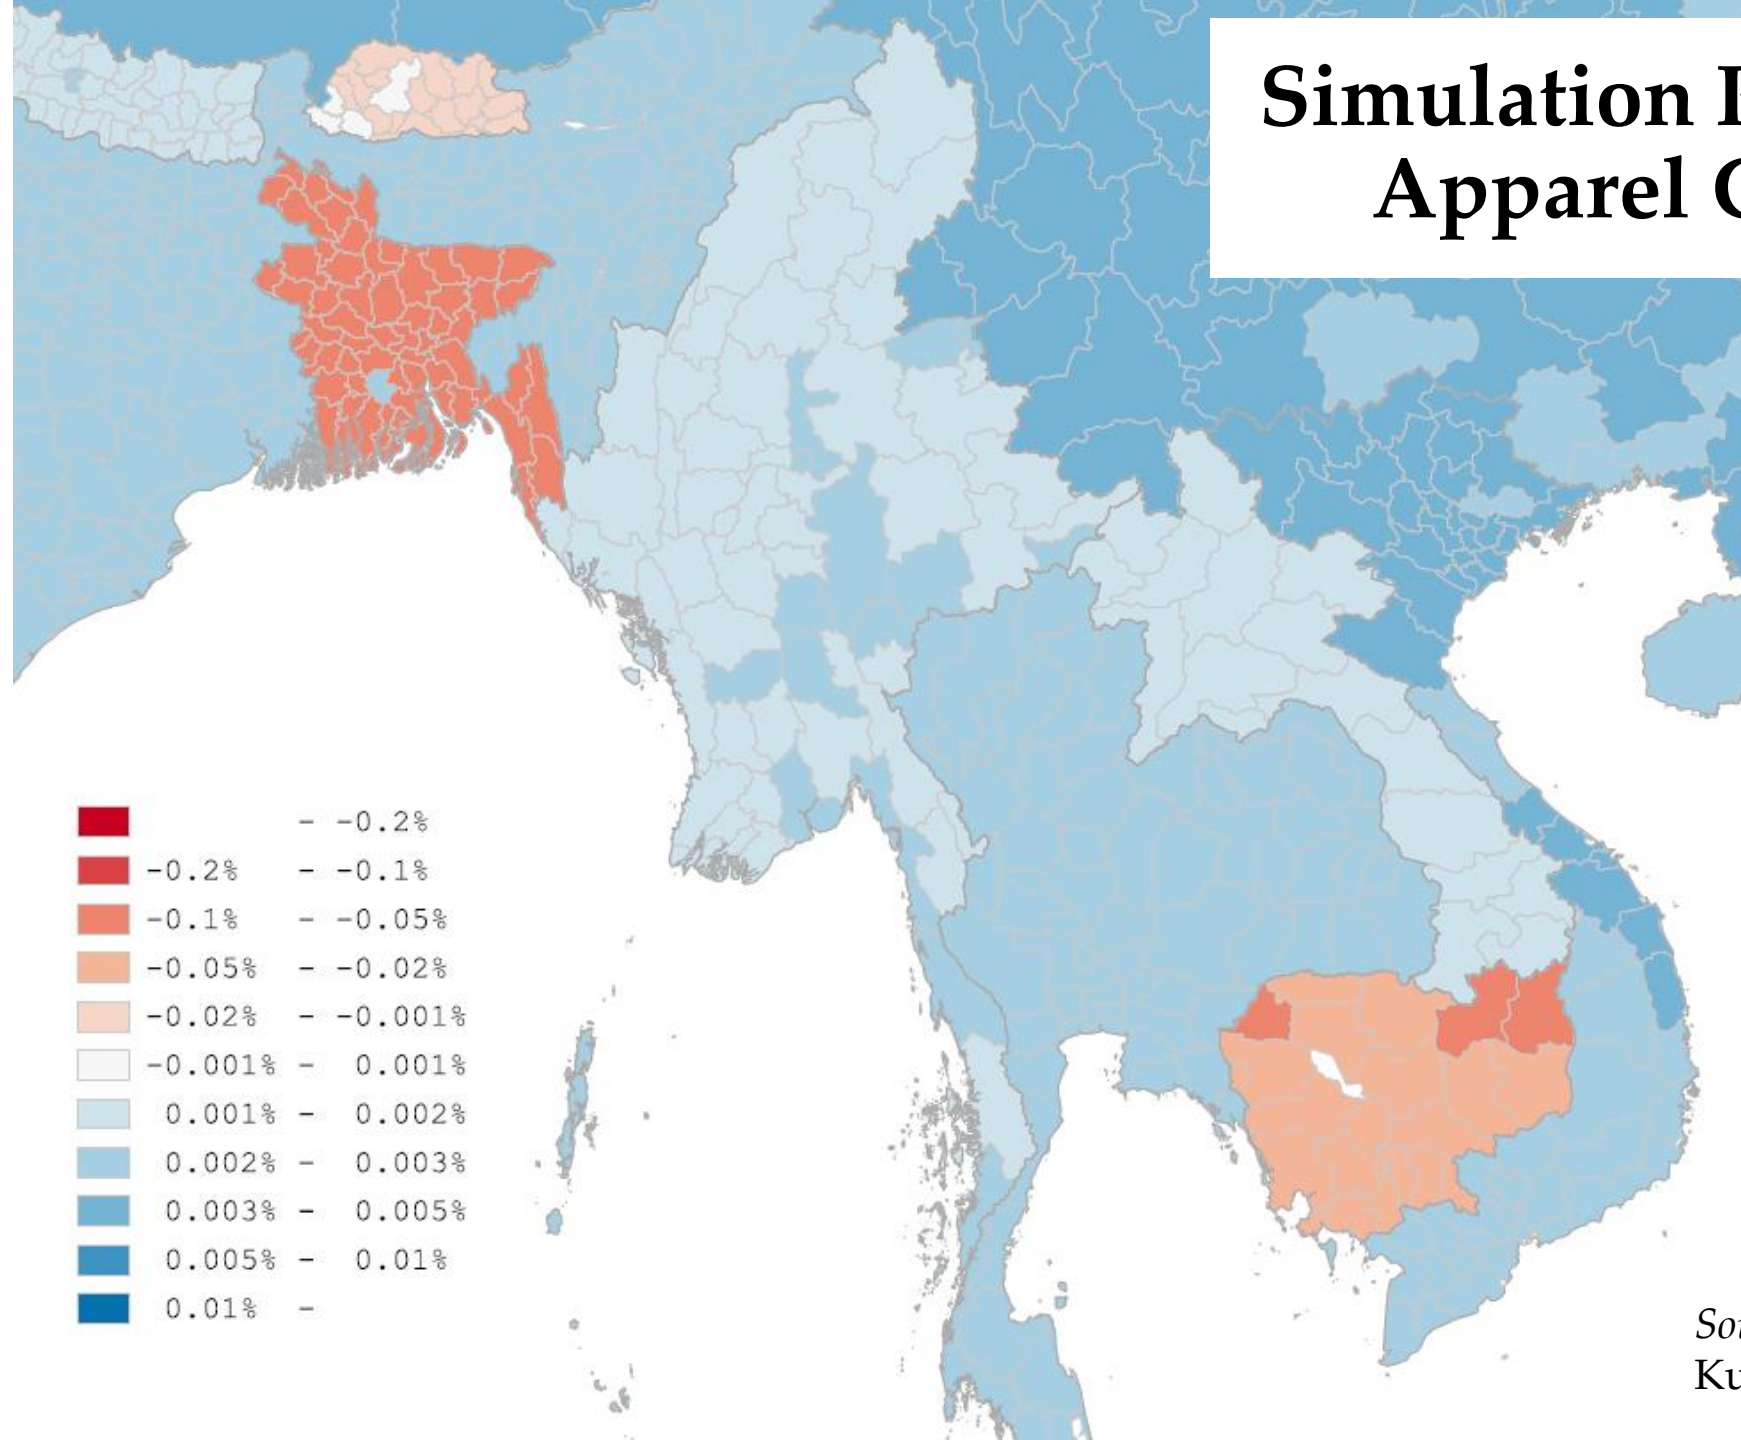 Simulation
Apparel
- -0.2%
-0.2% - -0.1%
-0.1% - -0.05%
-0.05% - -0.02%
-0.02% - -0.001%
-0.001% - 0.001%
0.001% - 0.002%
0.002% - 0.003%
0.003% - 0.005%
0.005% - 0.01%
0.01% -